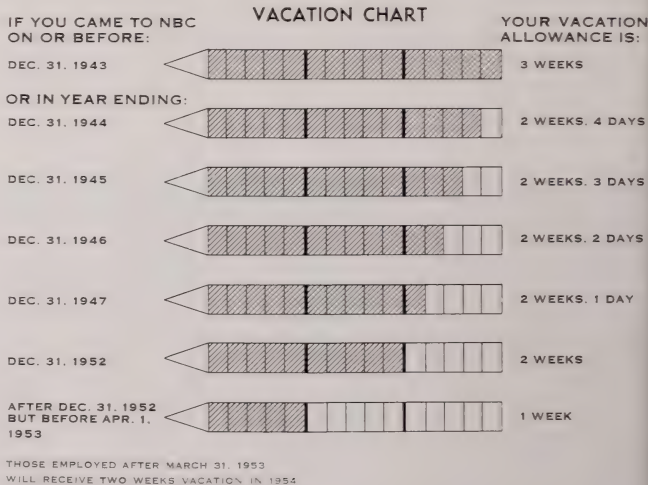 VACATION CHART
IF YOU CAME TO NBC
ON OR BEFORE:
YOUR VACATION
ALLOWANCE IS:
DEC. 31. 1943
3 WEEKS
OR IN YEAR ENDING:
DEC. 31. 1944
2 WEEKS. 4 DAYS
DEC. 31. 1945
2 WEEKS. 3 DAYS
DEC. 31. 1946
2 WEEKS. 2 DAYS
DEC. 31. 1947
2 WEEKS. 1 DAY
DEC. 31. 1952
2 WEEKS
AFTER DEC. 31. 1952
BUT BEFORE APR. 1.
1953
1 WEEK
THOSE EMPLOYED AFTER MARCH 31. 1953
WILL RECEIVE TWO WEEKS VACATION IN 1954